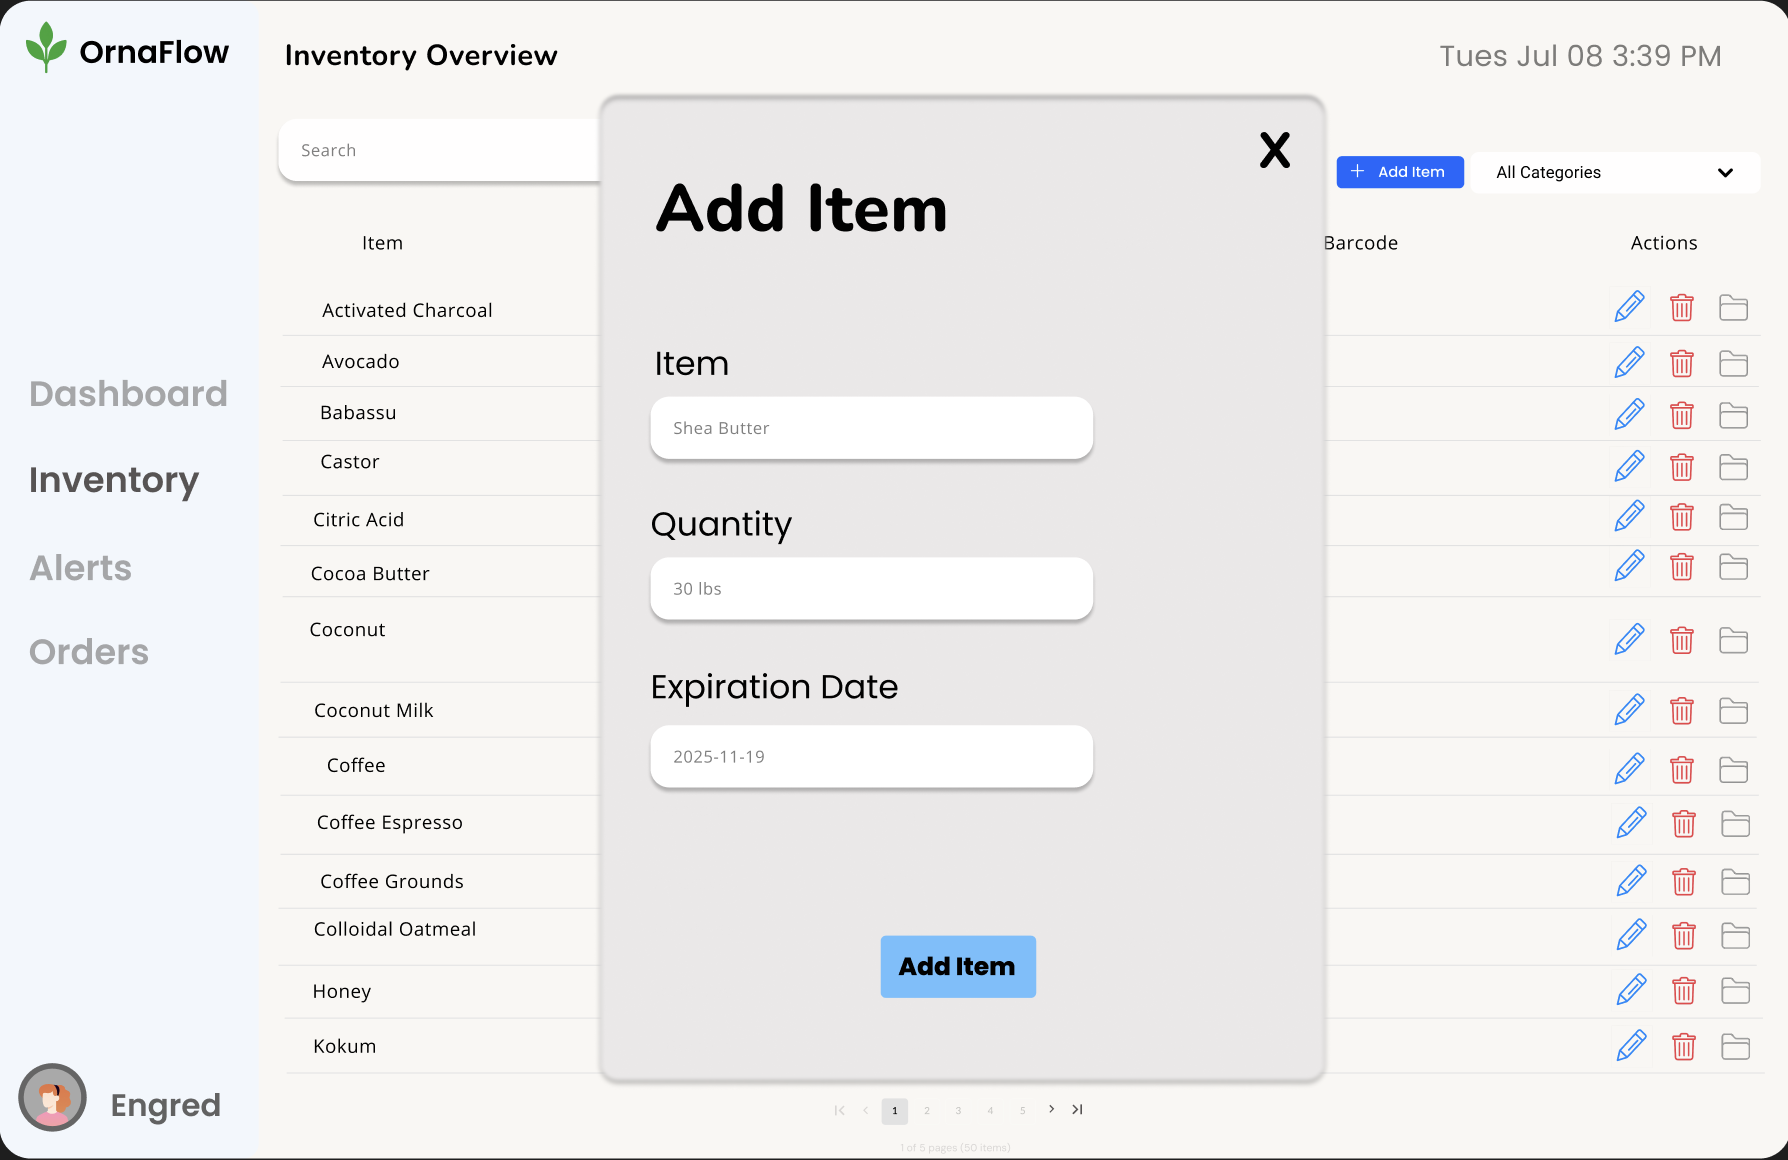 OrnaFlow
Inventory Overview
Tues Jul 08 3:39 PM
Search
X
Add Item
All Categories
Add Item
Item
Barcode
Actions
Activated Charcoal
Avocado
Babassu
Castor
Citric Acid
Cocoa Butter
Coconut
Coconut Milk
Coffee
Coffee Espresso
Coffee Grounds
Colloidal Oatmeal
Honey
Kokum
Item
Shea Butter
Quantity
30 lbs
Expiration Date
2025-11-19
Add Item
Dashboard
Inventory
Alerts
Orders
Engred
1 2 3 4 5
1 of 5 pages (50 items)